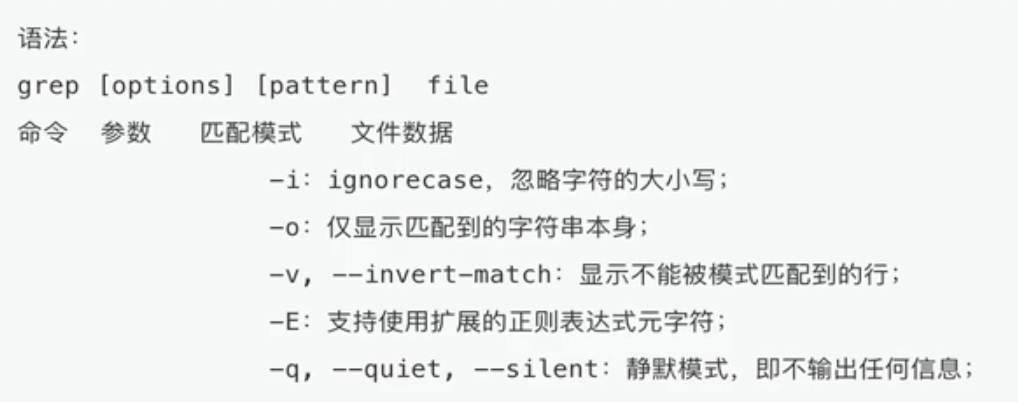 语法：
grep [options] [pattern] file
命令 参数 匹配模式 文件数据
-i：ignorecase，忽略字符的大小写；
-o：仅显示匹配到的字符串本身；
-v, --invert-match：显示不能被模式匹配到的行；
-E：支持使用扩展的正则表达式元字符；
-q, --quiet, --silent：静默模式，即不输出任何信息；